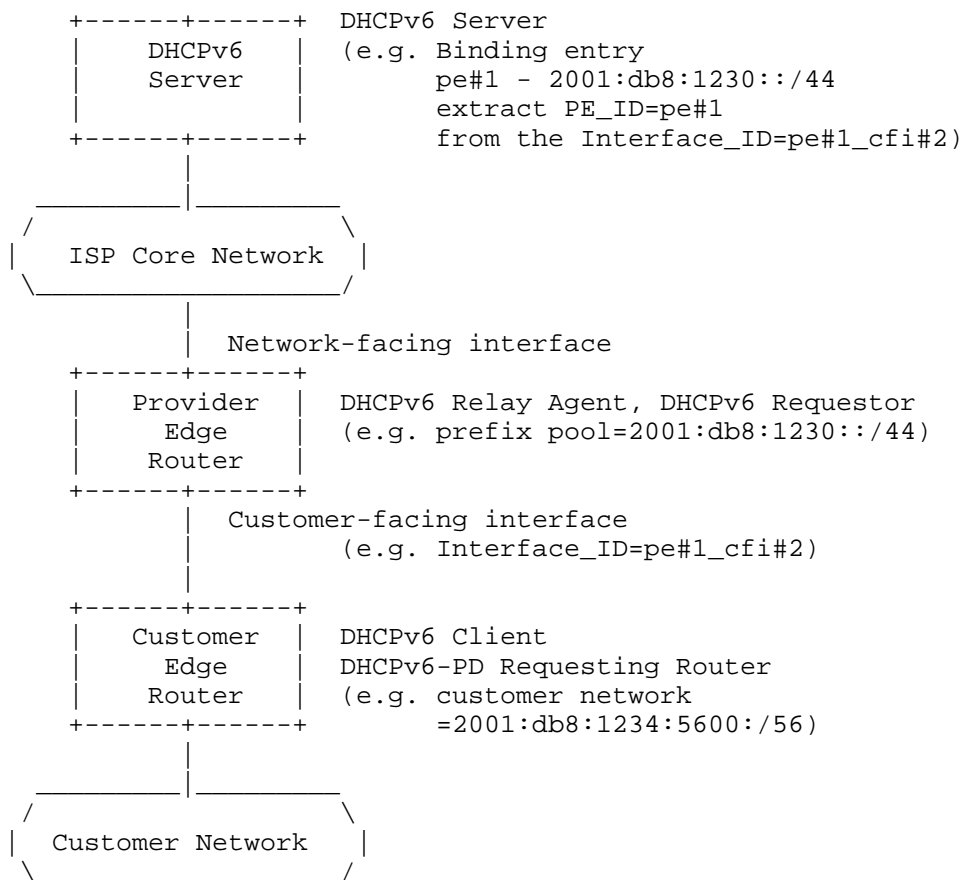 DHCPv6 Server
DHCPv6 (e.g. Binding entry
Server pe#1 - 2001:db8:1230::/44
extract PE_ID=pe#1
from the Interface_ID=pe#1_cfi#2)
ISP Core Network
Network-facing interface
Provider DHCPv6 Relay Agent, DHCPv6 Requestor
Edge (e.g. prefix pool=2001:db8:1230::/44)
Router
Customer-facing interface
(e.g. Interface_ID=pe#1_cfi#2)
Customer DHCPv6 Client
Edge DHCPv6-PD Requesting Router
Router (e.g. customer network
=2001:db8:1234:5600:/56)
Customer Network